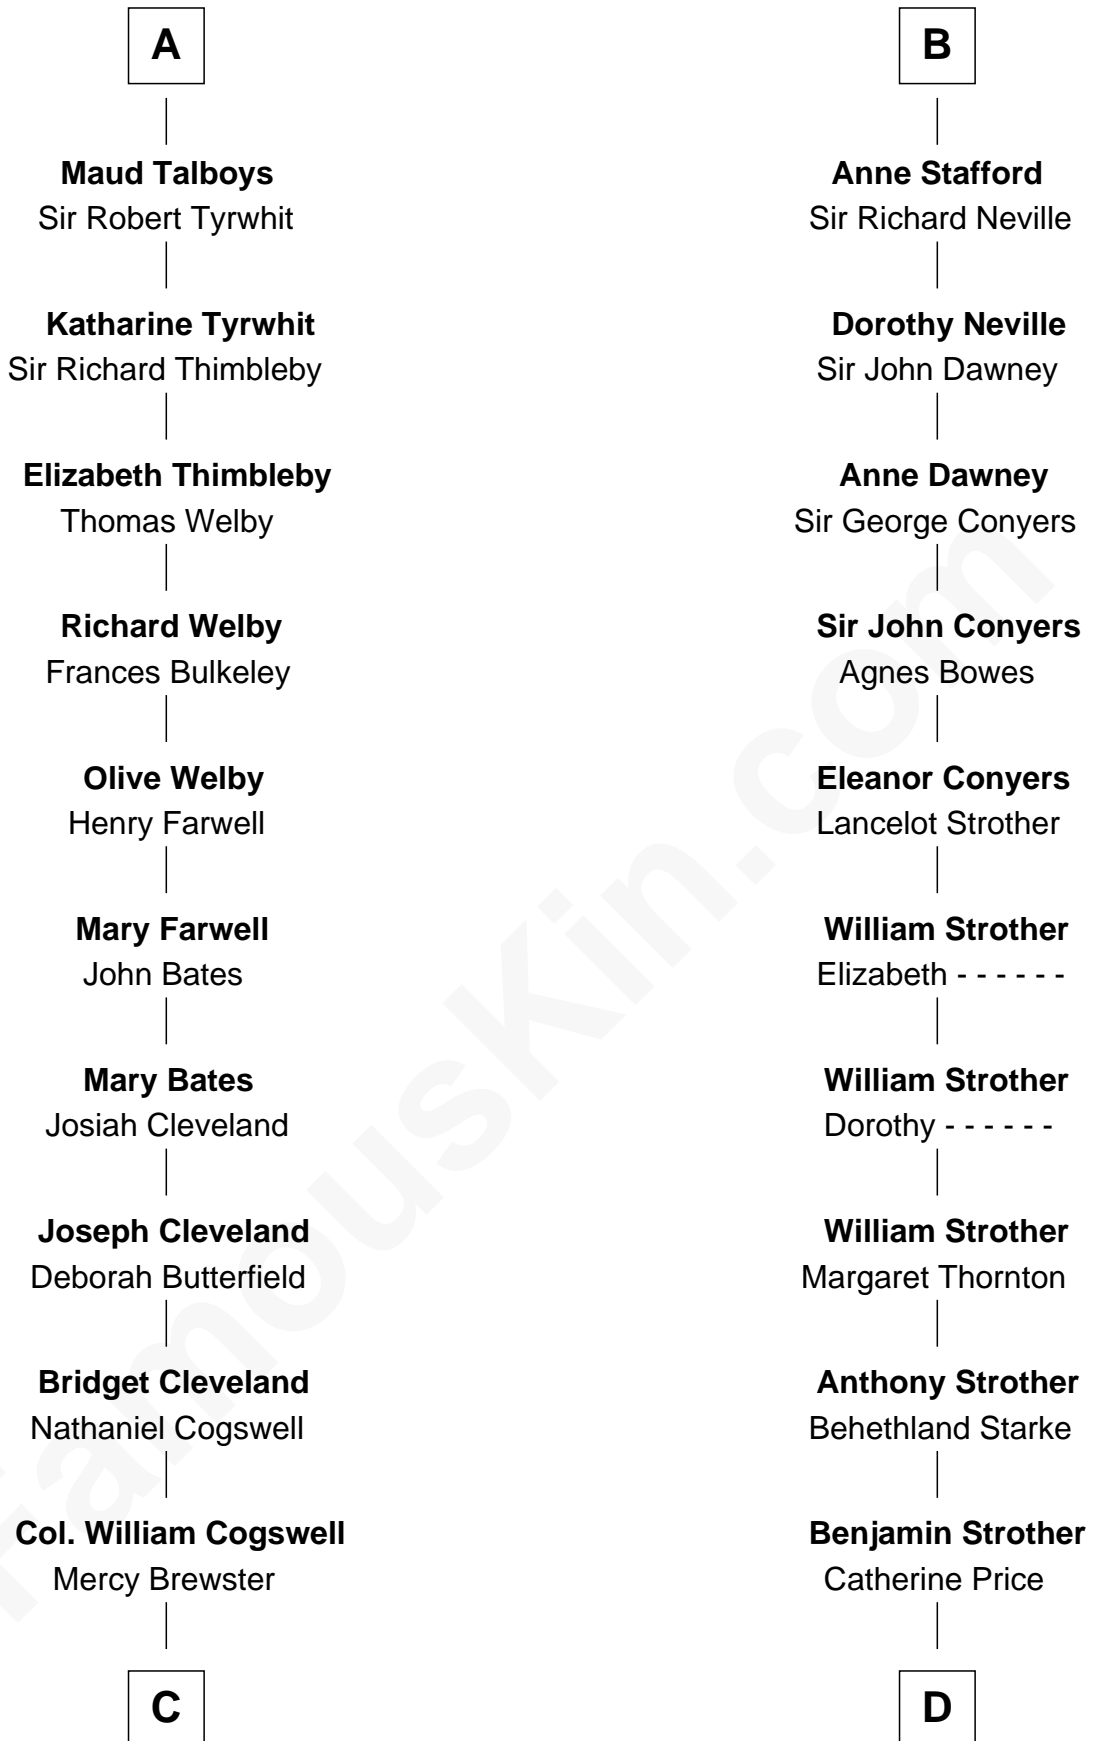 A
Maud Talboys
Sir Robert Tyrwhit
Katharine Tyrwhit
Sir Richard Thimbleby
Elizabeth Thimbleby
Thomas Welby
Richard Welby
Frances Bulkeley
Olive Welby
Henry Farwell
Mary Farwell
John Bates
Mary Bates
Josiah Cleveland
Joseph Cleveland
Deborah Butterfield
Bridget Cleveland
Nathaniel Cogswell
Col. William Cogswell
Mercy Brewster
C
B
Anne Stafford
Sir Richard Neville
Dorothy Neville
Sir John Dawney
Anne Dawney
Sir George Conyers
Sir John Conyers
Agnes Bowes
Eleanor Conyers
Lancelot Strother
William Strother
Elizabeth - - - - - -
William Strother
Dorothy - - - - - -
William Strother
Margaret Thornton
Anthony Strother
Behethland Starke
Benjamin Strother
Catherine Price
D
FamousKin.com